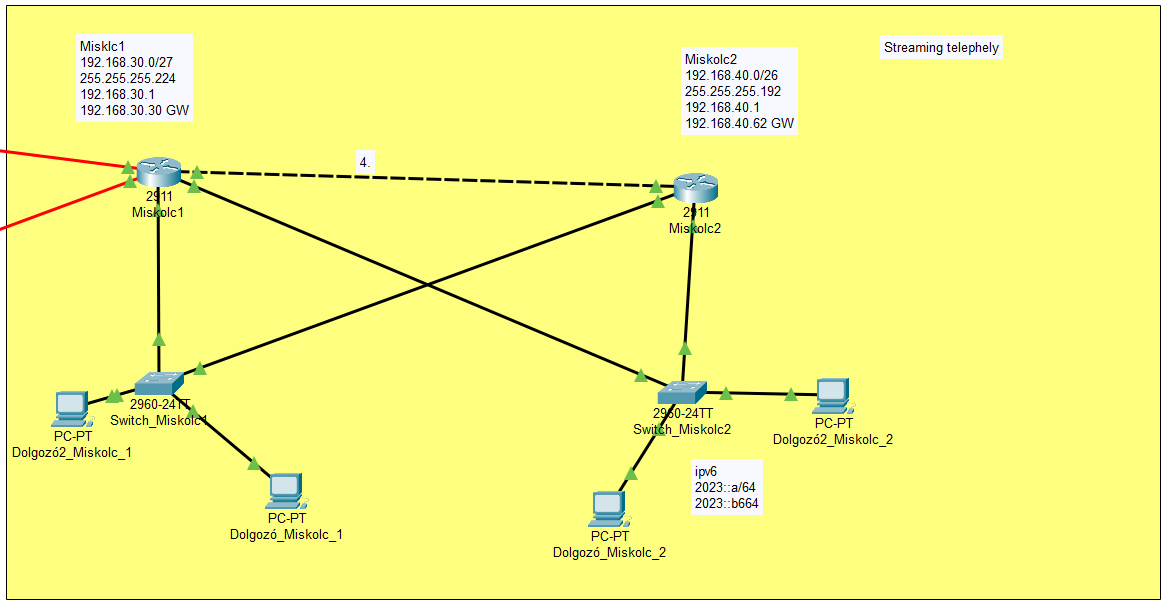 Misklc1
192.168.30.0/27
255.255.255.224
192.168.30.1
192.168.30.30 GW
Miskolc2
192.168.40.0/26
255.255.255.192
192.168.40.1
192.168.40.62 GW
Streaming telephely
4.
2911
Miskolc1
2911
Miskolc2
2960-24TT
Switch_Miskolc1
2960-24TT
Switch_Miskolc2
PC-PT
Dolgozó2_Miskolc_1
PC-PT
Dolgozó2_Miskolc_2
ipv6
2023::a/64
2023::b664
PC-PT
Dolgozó_Miskolc_1
PC-PT
Dolgozó_Miskolc_2